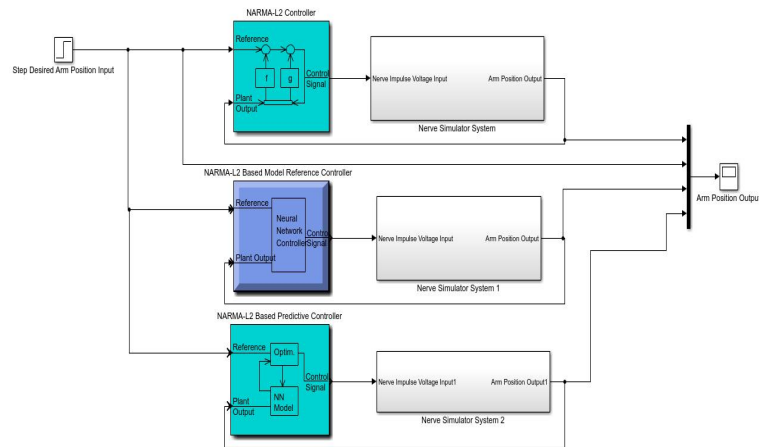 NARMA-L2 Controller
Step Desired Arm Position Input
Reference
f
g
Plant
Output
Control
Signal
Nerve Impulse Voltage Input
Arm Position Output
Nerve Simulator System
NARMA-L2 Based Model Reference Controller
Reference
Neural
Network
Controller
Plant Output
Control
Signal
Nerve Impulse Voltage Input
Arm Position Output
Nerve Simulator System 1
Arm Position Outpu
NARMA-L2 Based Predictive Controller
Reference
Optim.
NN
Model
Plant
Output
Control
Signal
Nerve Impulse Voltage Input1
Arm Position Output1
Nerve Simulator System 2